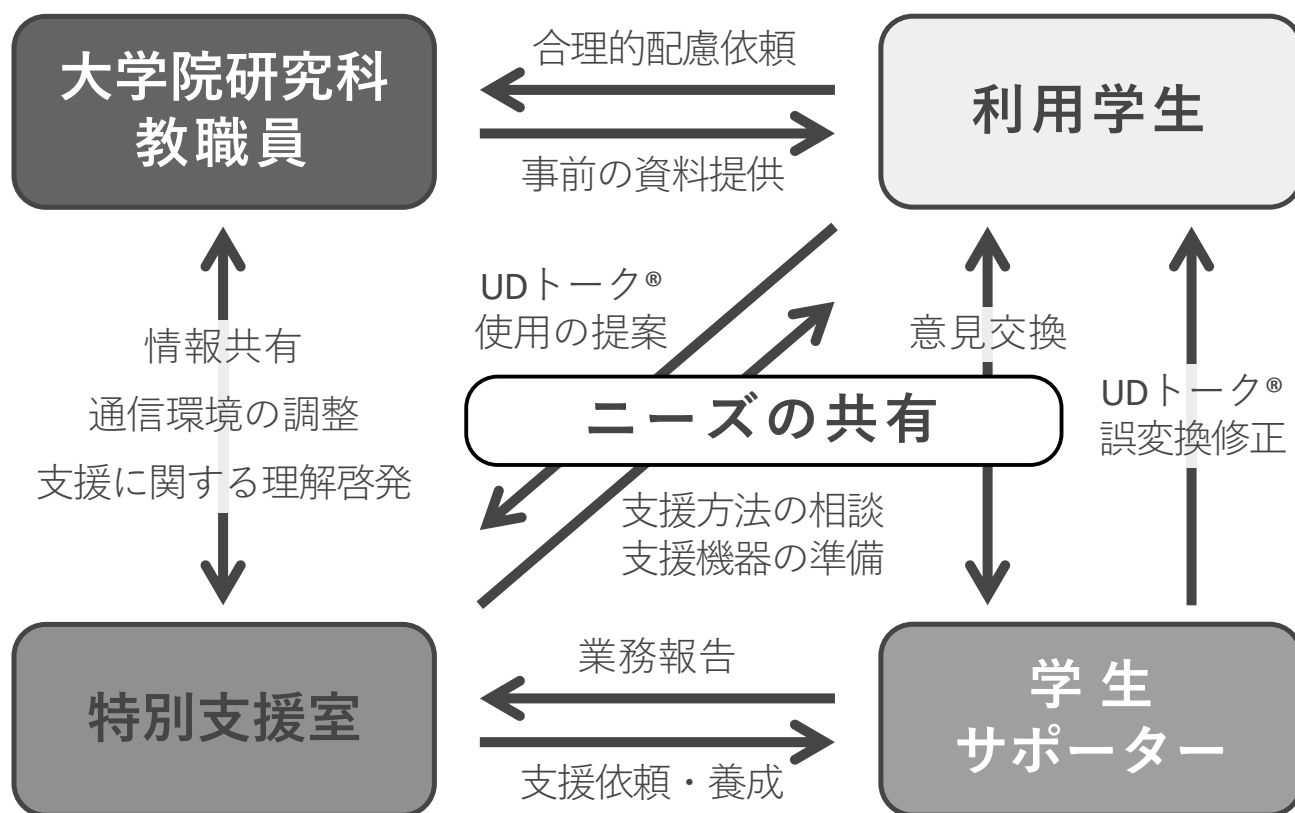 大学院研究科
教職員
合理的配慮依頼
事前の資料提供
利用学生
UDトーク®
使用の提案
情報共有
通信環境の調整
支援に関する理解啓発
ニーズの共有
意見交換
UDトーク®
誤変換修正
支援方法の相談
支援機器の準備
特別支援室
業務報告
支援依頼・養成
学生
サポーター